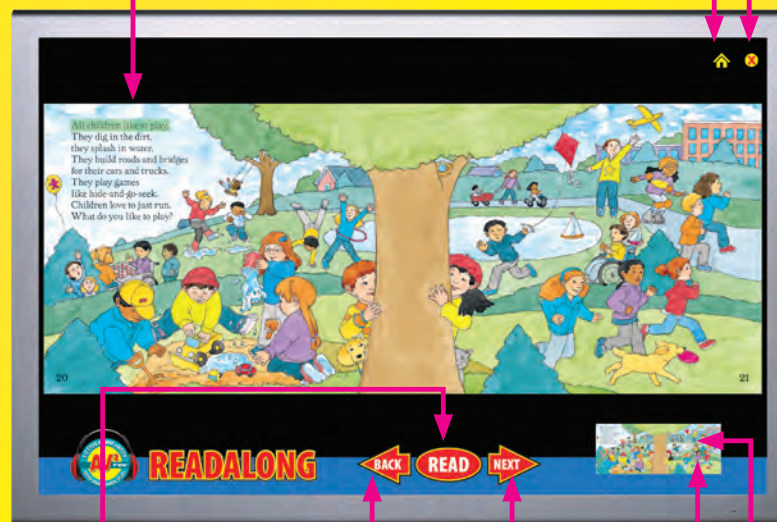 X
All children like to play.
They dig in the dirt,
they splash in water.
They build roads and bridges
for their cars and trucks.
They play games
like hide-and-go-seek.
Children love to just run.
What do you like to play?
20
21
READALONG
BACK
READ
NEXT